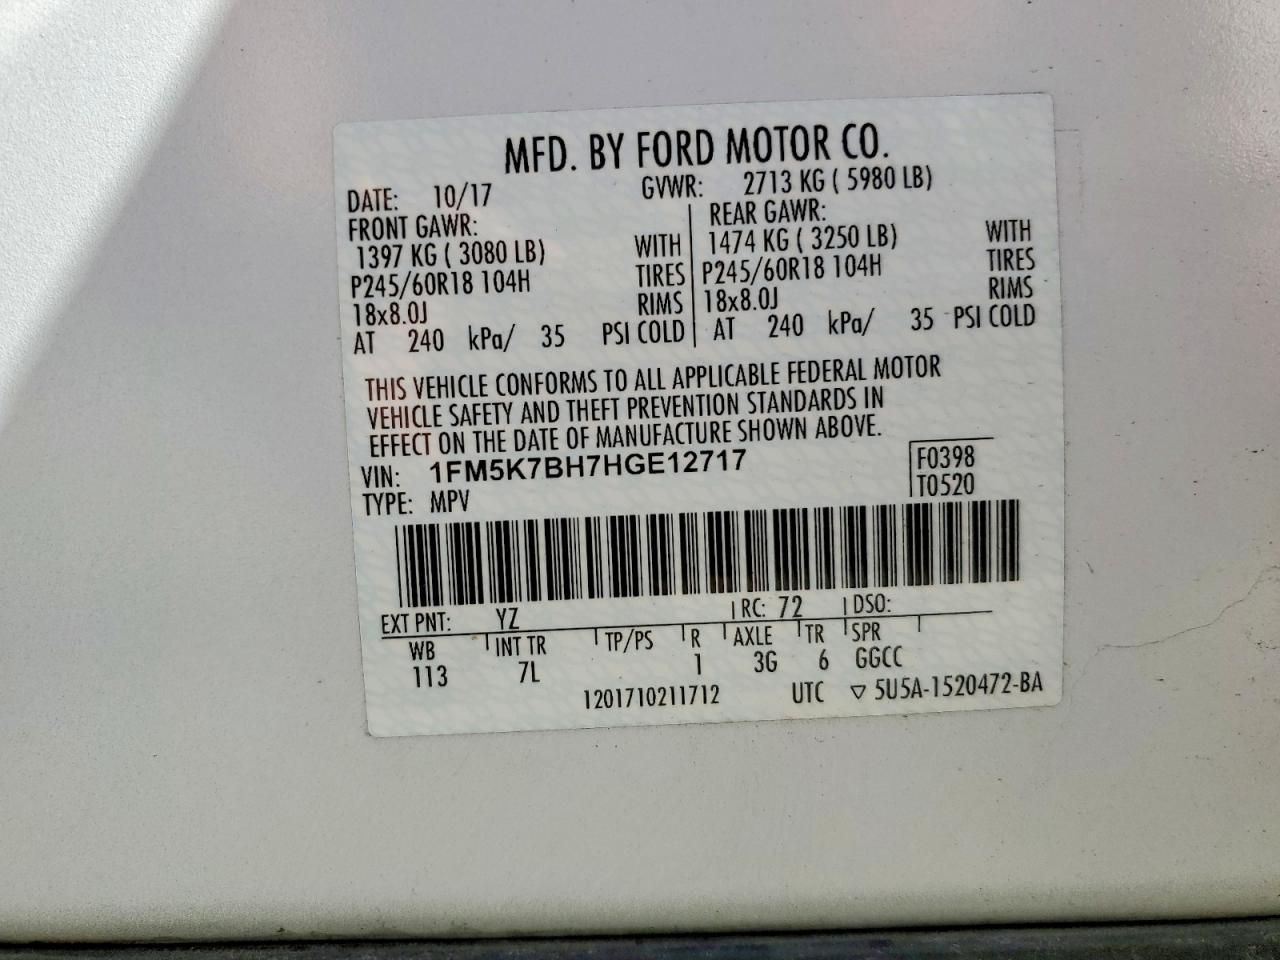 MFD. BY FORD MOTOR CO.
DATE: 10/17 GVWR: 2713 KG ( 5980 LB)
FRONT GAWR: REAR GAWR:
1397 KG ( 3080 LB) WITH 1474 KG ( 3250 LB) WITH
P245/60R18 104H TIRES P245/60R18 104H TIRES
18x8.0J RIMS 18x8.0J RIMS
AT 240 kPa/ 35 PSI COLD AT 240 kPa/ 35 PSI COLD
THIS VEHICLE CONFORMS TO ALL APPLICABLE FEDERAL MOTOR
VEHICLE SAFETY AND THEFT PREVENTION STANDARDS IN
EFFECT ON THE DATE OF MANUFACTURE SHOWN ABOVE.
VIN: 1FM5K7BH7HGE12717 F0398
TYPE: MPV T0520
EXT PNT: YZ RC: 72 DSO:
WB INT TR TP/PS R AXLE TR SPR
113 7L 1 3G 6 GGCC
1201710211712 UTC ▽ 5U5A-1520472-BA